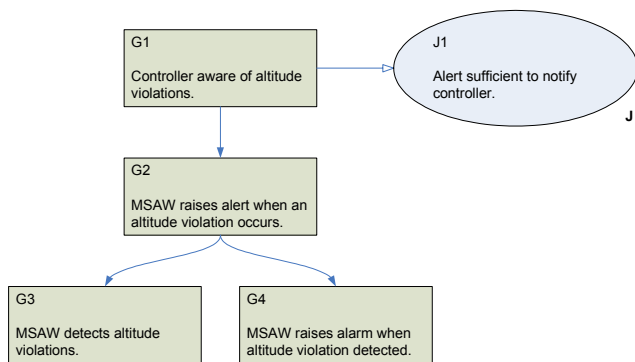 G1
Controller aware of altitude
violations.
J1
Alert sufficient to notify
controller.
J
G2
MSAW raises alert when an
altitude violation occurs.
G3
MSAW detects altitude
violations.
G4
MSAW raises alarm when
altitude violation detected.